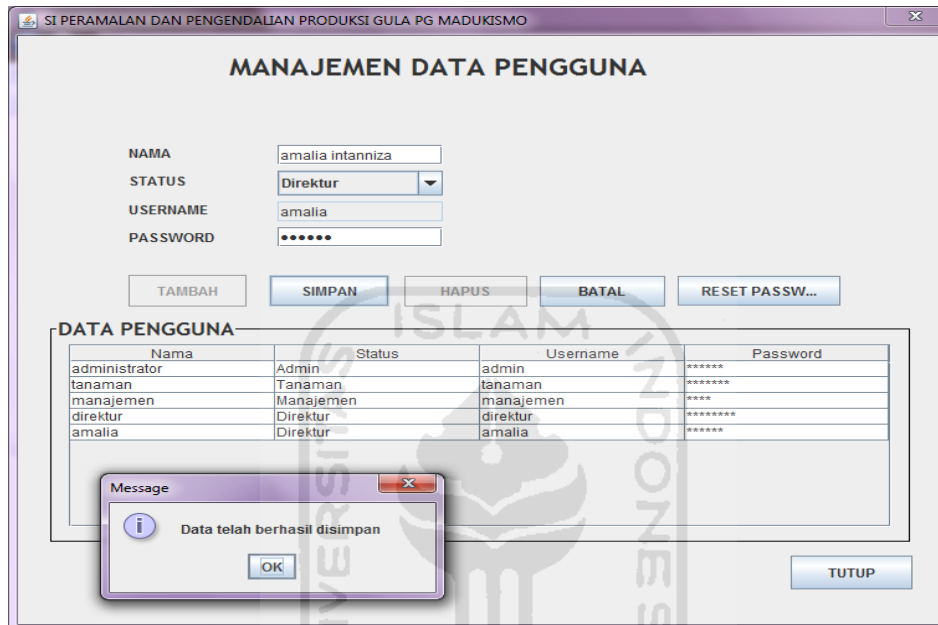 SI PERAMALAN DAN PENGENDALIAN PRODUKSI GULA PG MADUKISMO
MANAJEMEN DATA PENGGUNA
NAMA amalia intanniza
STATUS Direktur
USERNAME amalia
PASSWORD ••••••
TAMBAH SIMPAN HAPUS BATAL RESET PASSW...
DATA PENGGUNA
Nama Status Username Password
administrator Admin admin ******
tanaman Tanaman tanaman *******
manajemen Manajemen manajemen ****
direktur Direktur direktur ********
amalia Direktur amalia ******
Message
Data telah berhasil disimpan
OK
TUTUP
ISLAM